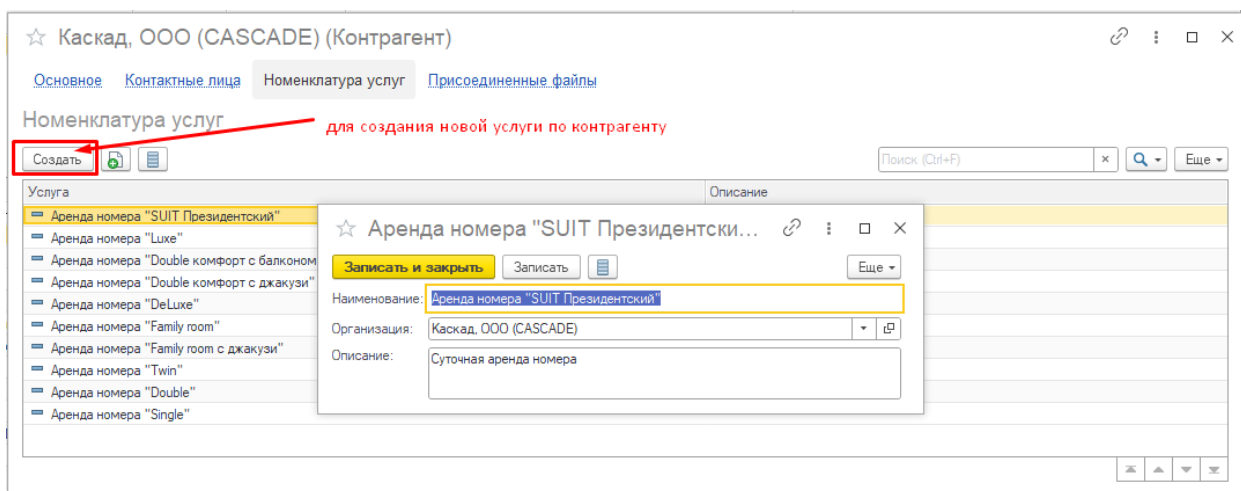 Каскад, ООО (CASCADE) (Контрагент)
Основное Контактные лица Номенклатура услуг Присоединенные файлы
Номенклатура услуг
для создания новой услуги по контрагенту
Создать Поиск (Ctrl+F) Еще
Услуга Описание
Аренда номера "SUIT Президентский"
Аренда номера "Luxe"
Аренда номера "Double комфорт с балконом
Аренда номера "Double комфорт с джакузи"
Аренда номера "DeLuxe"
Аренда номера "Family room"
Аренда номера "Family room с джакузи"
Аренда номера "Twin"
Аренда номера "Double"
Аренда номера "Single"
Аренда номера "SUIT Президентски...
Записать и закрыть Записать Еще
Наименование: Аренда номера "SUIT Президентский"
Организация: Каскад, ООО (CASCADE)
Описание: Суточная аренда номера